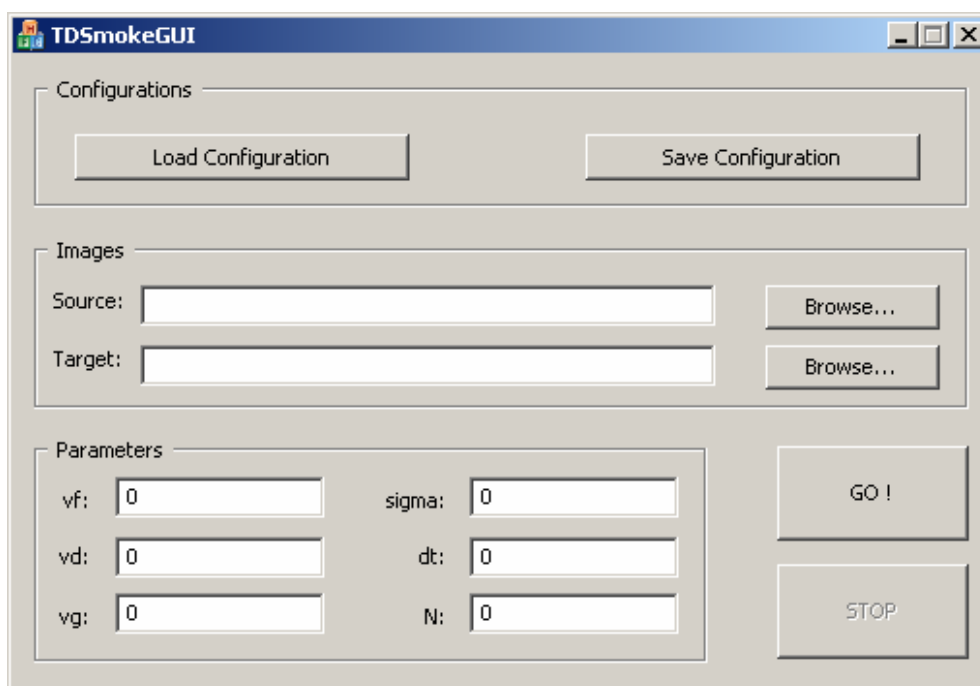 TDSmokeGUI
Configurations
Load Configuration Save Configuration
Images
Source: Browse...
Target: Browse...
Parameters
vf: 0 sigma: 0
vd: 0 dt: 0
vg: 0 N: 0
GO !
STOP